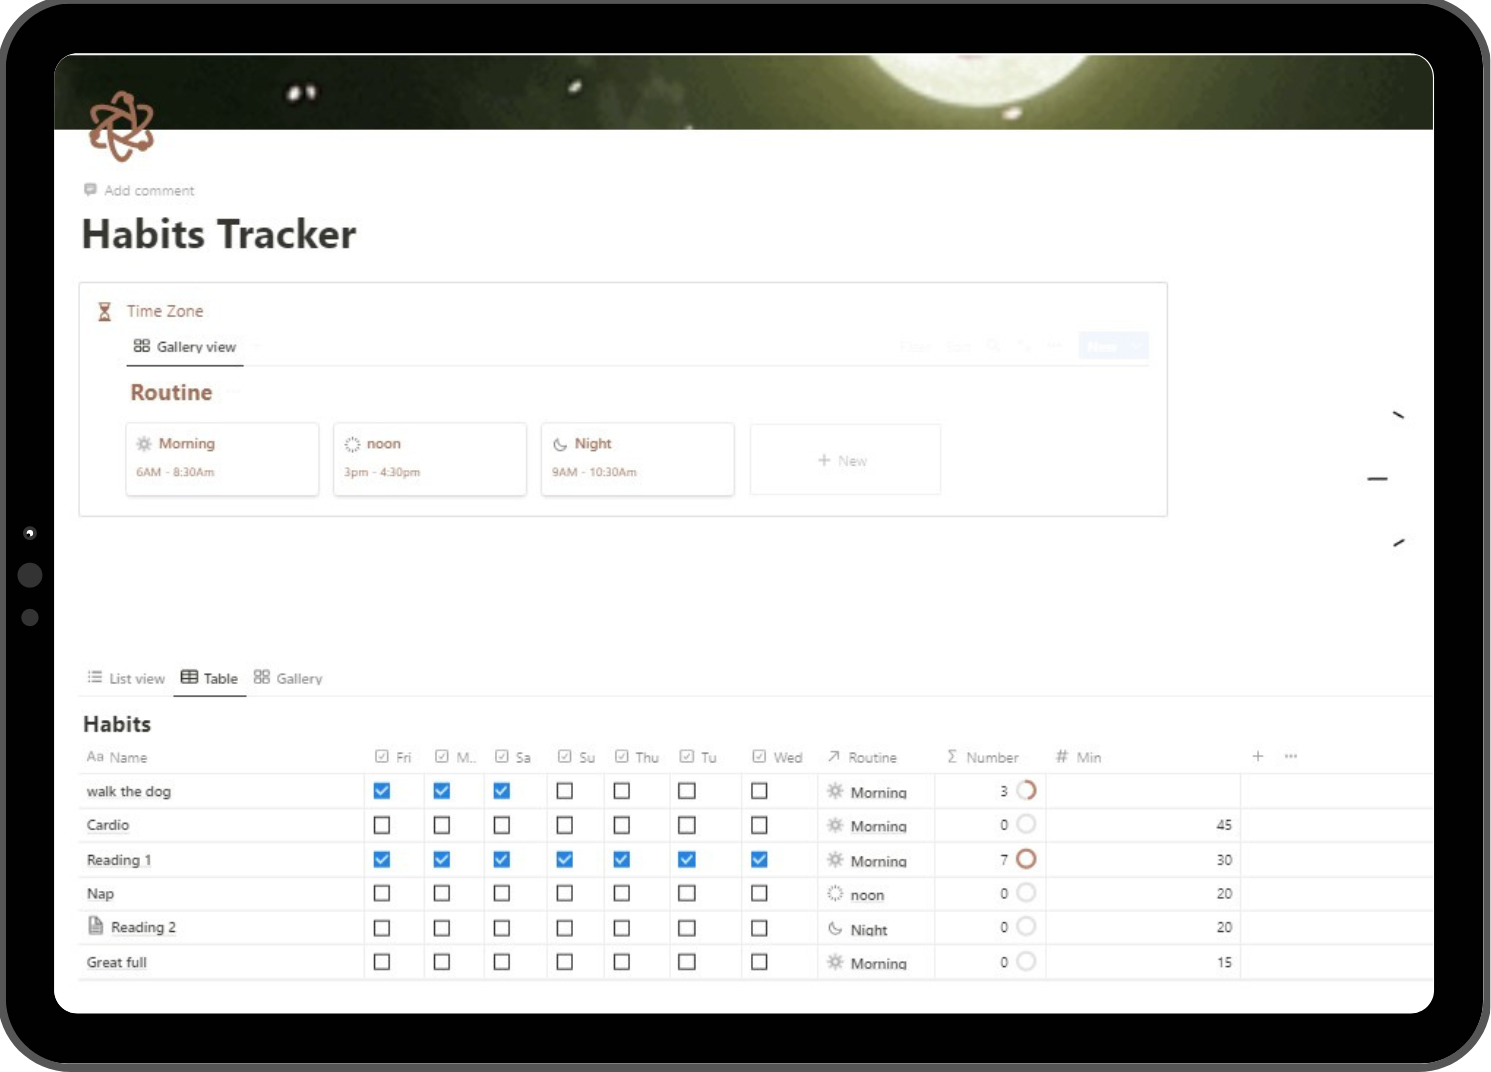 Add comment
Habits Tracker
Time Zone
Gallery view
New
Routine
Morning
6AM - 8:30Am
noon
3pm - 4:30pm
Night
9AM - 10:30Am
+ New
List view Table Gallery
Habits
Aa Name Fri M.. Sa Su Thu Tu Wed Routine Σ Number # Min + ...
walk the dog Morning 3
Cardio Morning 0 45
Reading 1 Morning 7 30
Nap noon 0 20
Reading 2 Night 0 20
Great full Morning 0 15